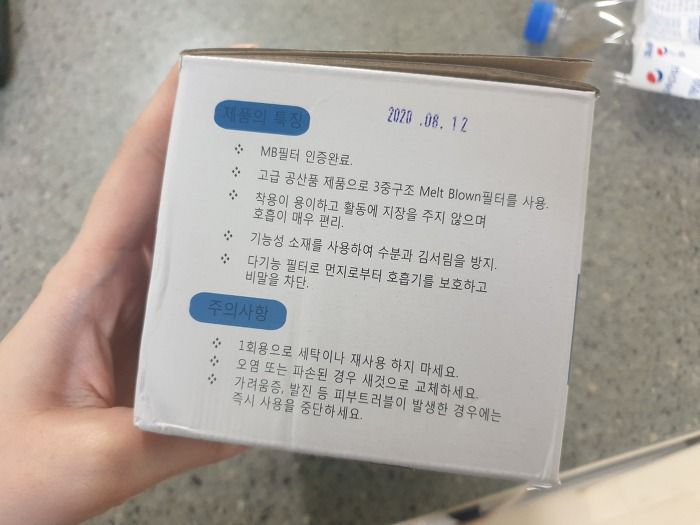 제품의 특징
2020 .08. 12
MB필터 인증완료.
고급 공산품 제품으로 3중구조 Melt Blown필터를 사용.
착용이 용이하고 활동에 지장을 주지 않으며
호흡이 매우 편리.
기능성 소재를 사용하여 수분과 김서림을 방지.
다기능 필터로 먼지로부터 호흡기를 보호하고
비말을 차단.
주의사항
1회용으로 세탁이나 재사용 하지 마세요.
오염 또는 파손된 경우 새것으로 교체하세요.
가려움증, 발진 등 피부트러블이 발생한 경우에는
즉시 사용을 중단하세요.